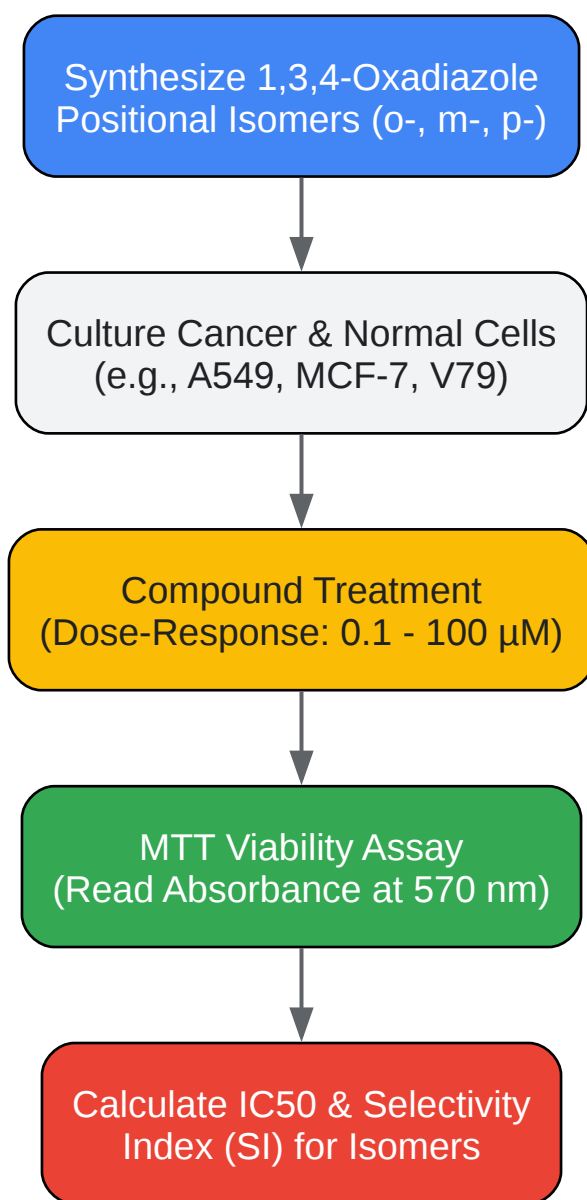 Synthesize 1,3,4-Oxadiazole
Positional Isomers (o-, m-, p-)
Culture Cancer & Normal Cells
(e.g., A549, MCF-7, V79)
Compound Treatment
(Dose-Response: 0.1 - 100 µM)
MTT Viability Assay
(Read Absorbance at 570 nm)
Calculate IC50 & Selectivity
Index (SI) for Isomers